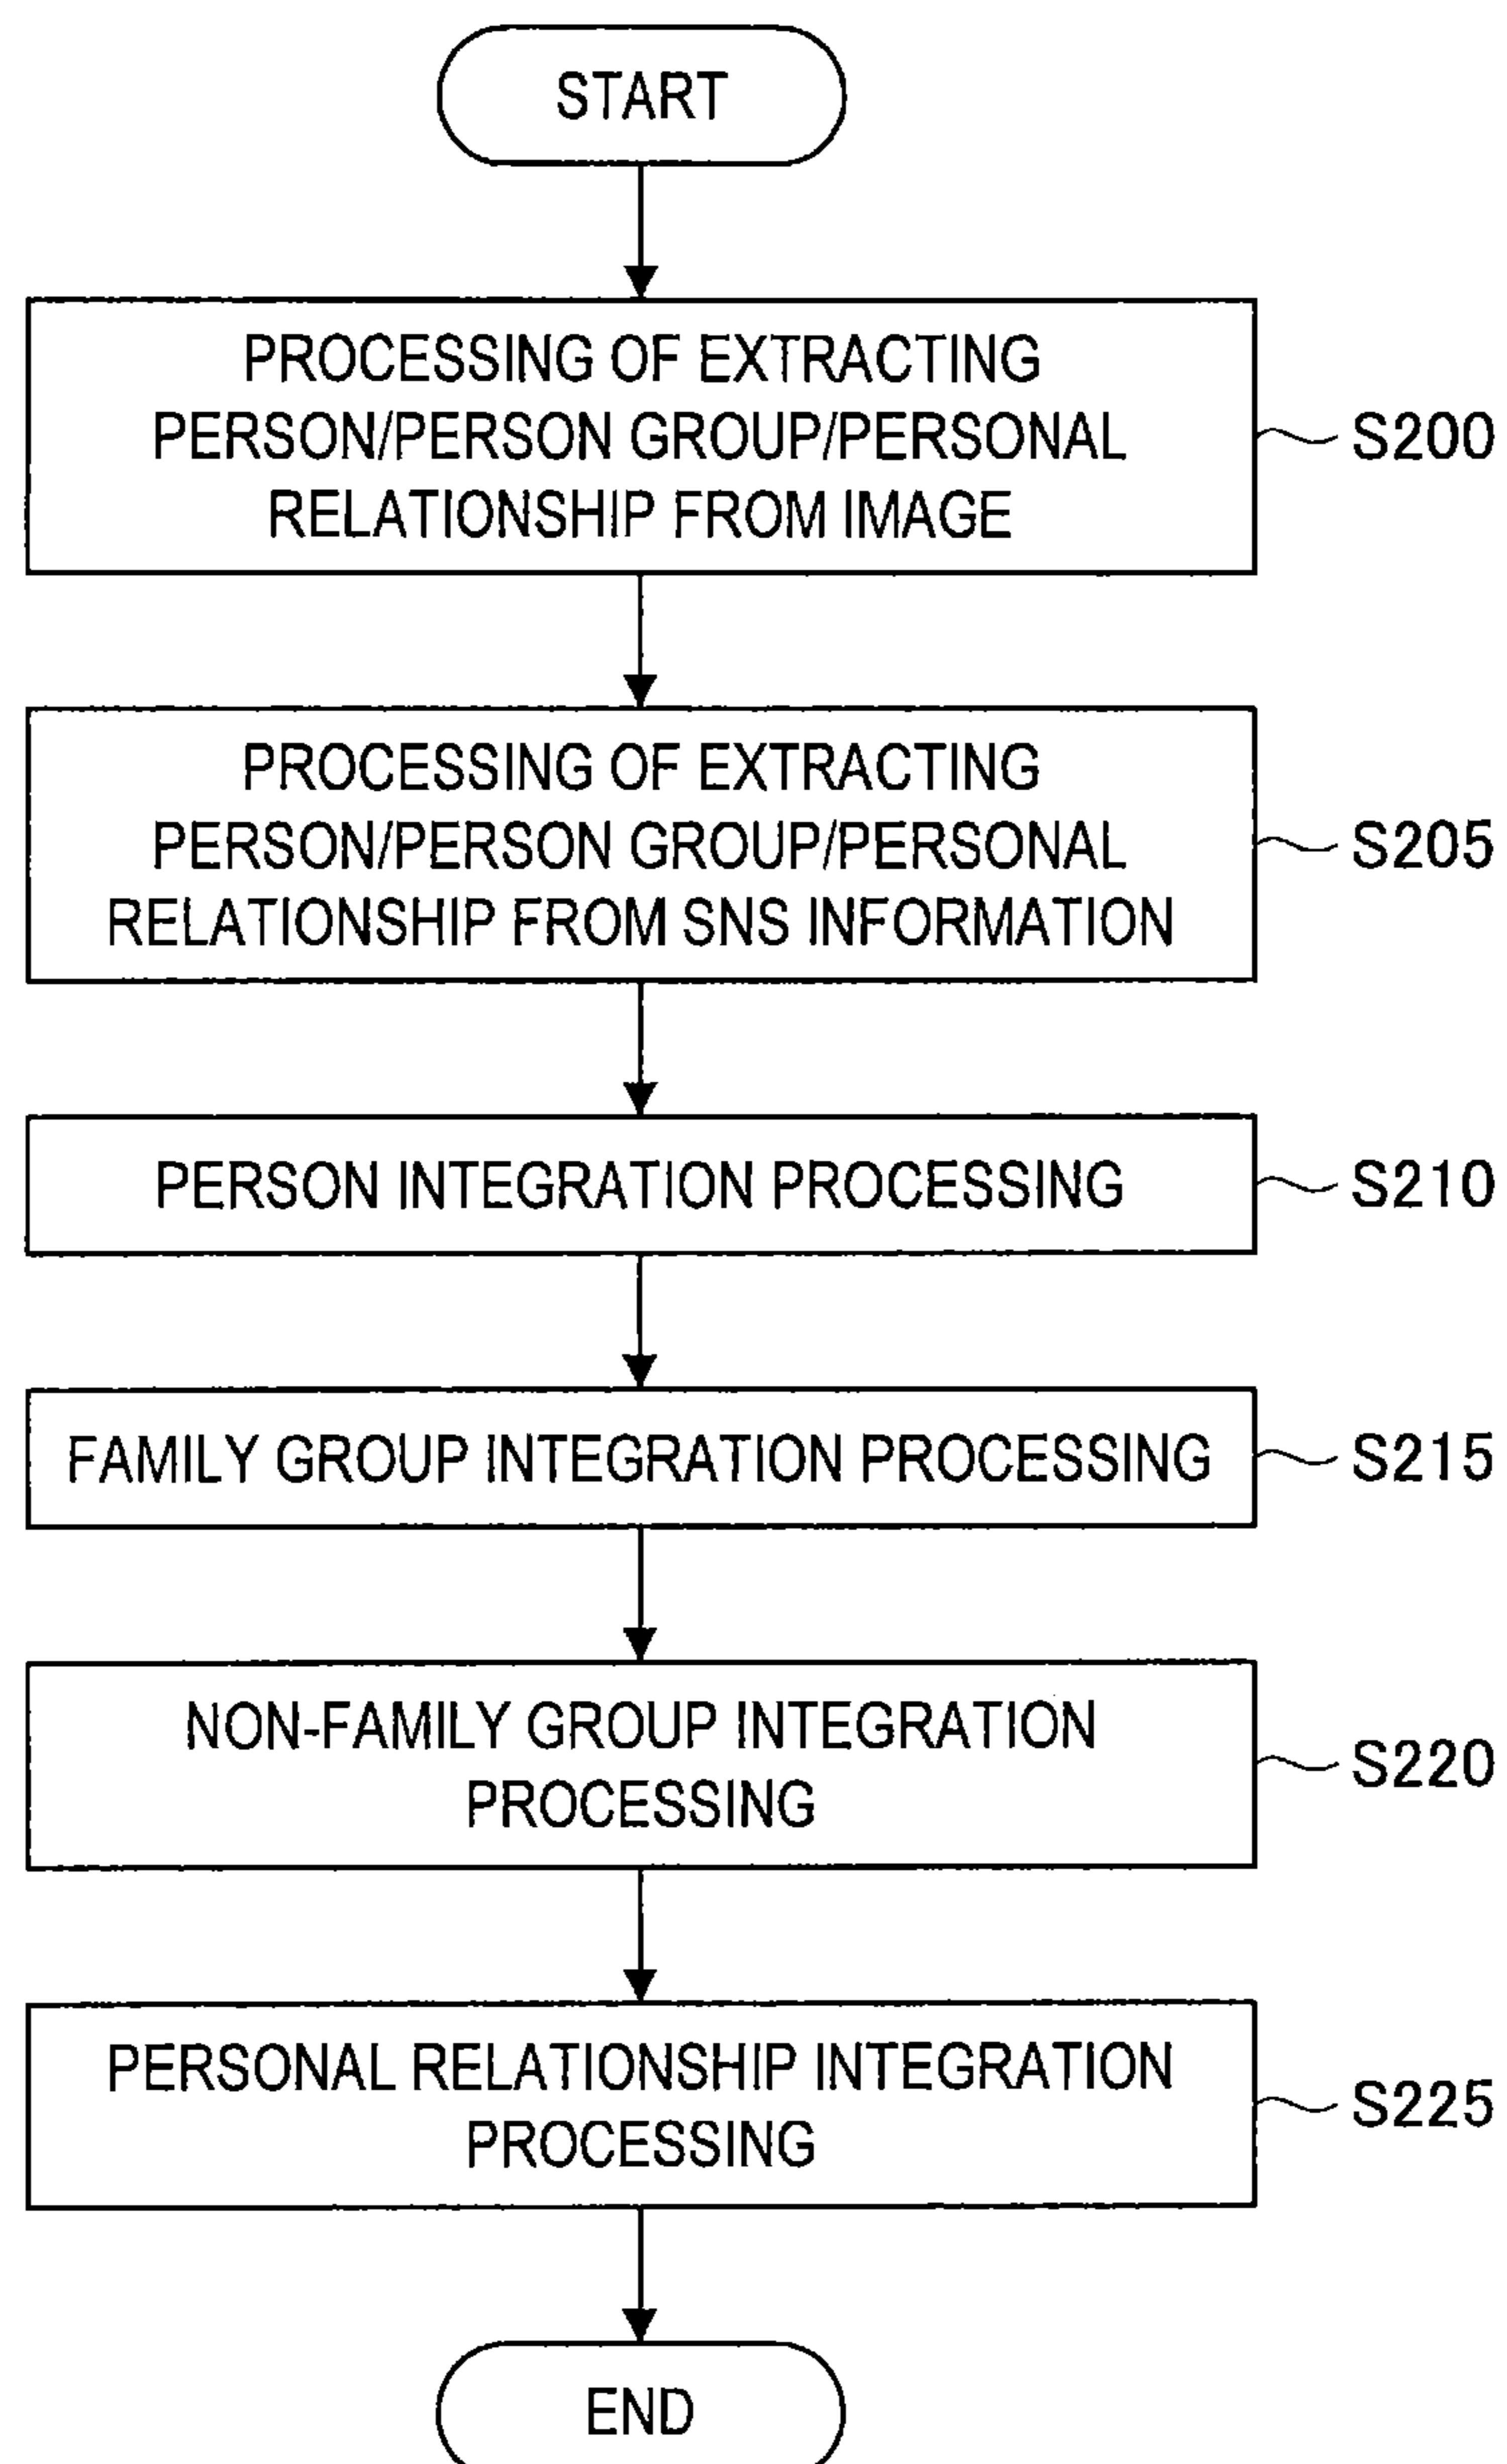 START
PROCESSING OF EXTRACTING
PERSON/PERSON GROUP/PERSONAL
RELATIONSHIP FROM IMAGE
S200
PROCESSING OF EXTRACTING
PERSON/PERSON GROUP/PERSONAL
RELATIONSHIP FROM SNS INFORMATION
S205
PERSON INTEGRATION PROCESSING
S210
FAMILY GROUP INTEGRATION PROCESSING
S215
NON-FAMILY GROUP INTEGRATION
PROCESSING
S220
PERSONAL RELATIONSHIP INTEGRATION
PROCESSING
S225
END